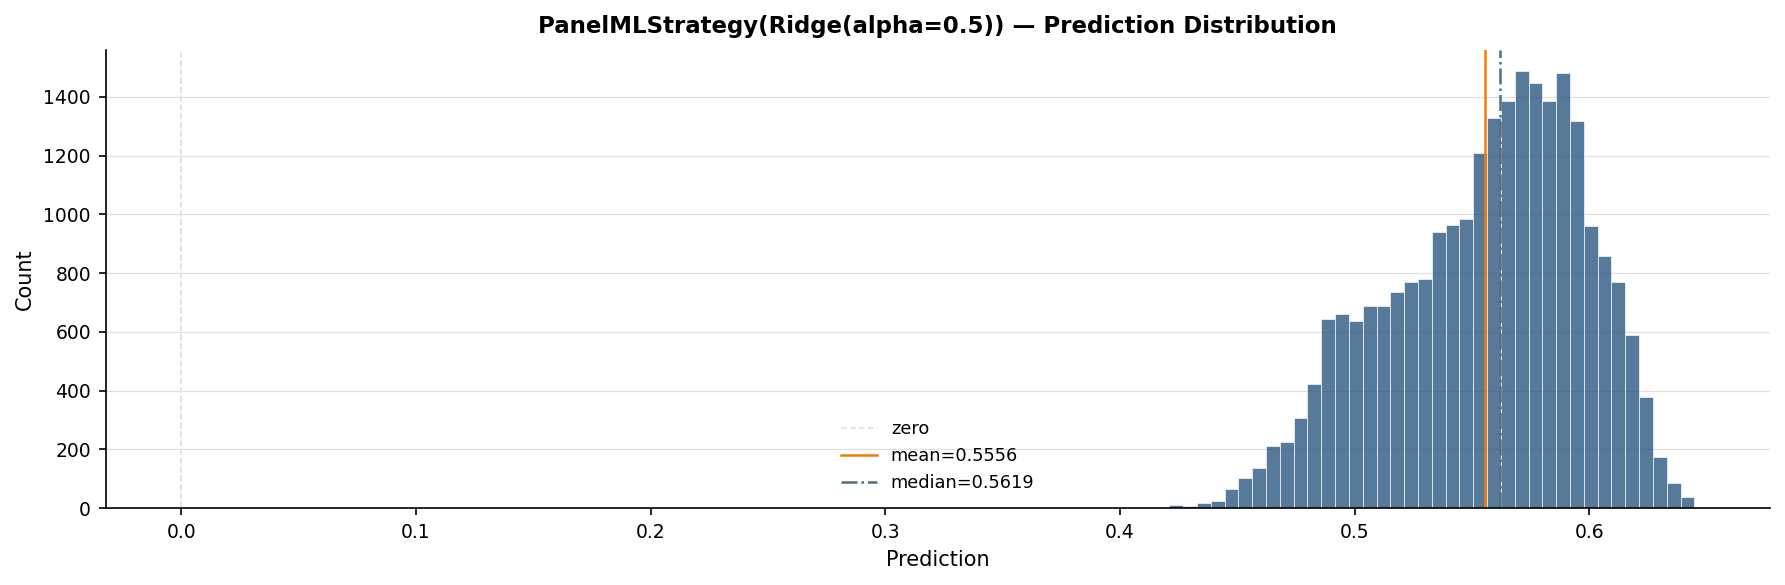 PanelMLStrategy(Ridge(alpha=0.5)) — Prediction Distribution
Count
1400
1200
1000
800
600
400
200
0
zero
mean=0.5556
median=0.5619
0.0 0.1 0.2 0.3 0.4 0.5 0.6
Prediction